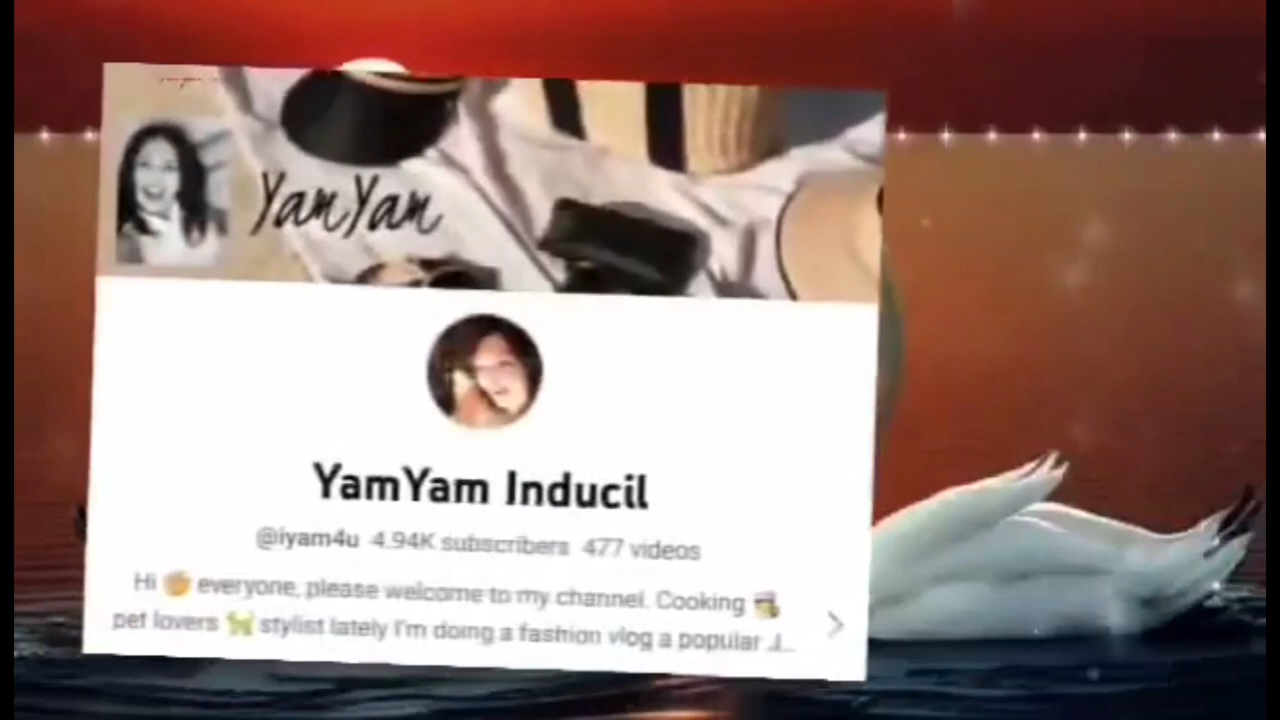 YamYam
YamYam Inducil
@iyam4u 4.94K subscribers 477 videos
Hi everyone, please welcome to my channel. Cooking
pet lovers stylist lately I'm doing a fashion vlog a popular .I...